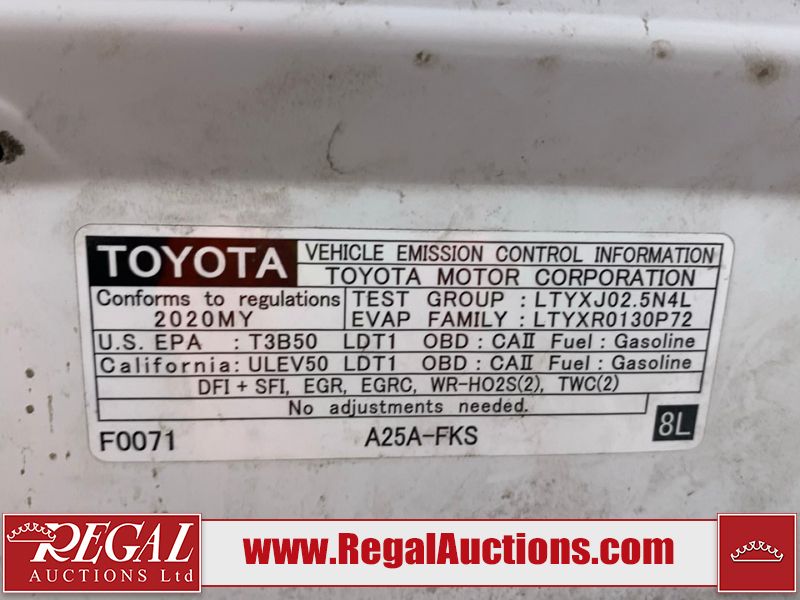 TOYOTA
VEHICLE EMISSION CONTROL INFORMATION
TOYOTA MOTOR CORPORATION
Conforms to regulations
2020MY
TEST GROUP : LTYXJ02.5N4L
EVAP FAMILY : LTYXR0130P72
U.S. EPA : T3B50 LDT1 OBD : CAII Fuel : Gasoline
California : ULEV50 LDT1 OBD : CAII Fuel : Gasoline
DFI + SFI, EGR, EGRC, WR-HO2S(2), TWC(2)
No adjustments needed.
F0071 A25A-FKS 8L
REGAL
AUCTIONS Ltd
www.RegalAuctions.com